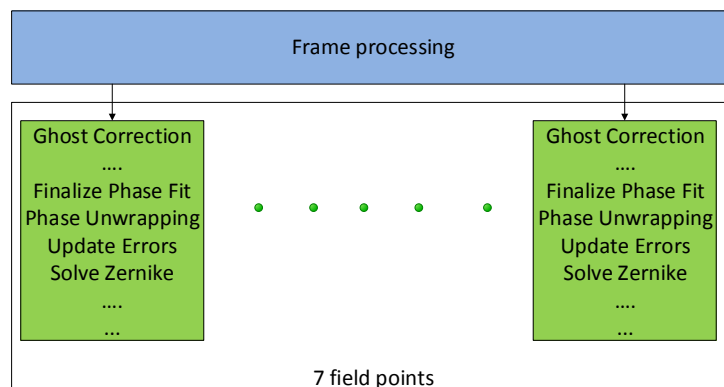 Frame processing
Ghost Correction
....
Finalize Phase Fit
Phase Unwrapping
Update Errors
Solve Zernike
....
...
Ghost Correction
....
Finalize Phase Fit
Phase Unwrapping
Update Errors
Solve Zernike
....
...
7 field points